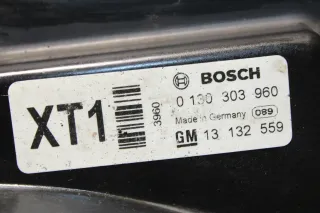 XT1
3960
BOSCH
0 130 303 960
Made in Germany 089
GM 13 132 559